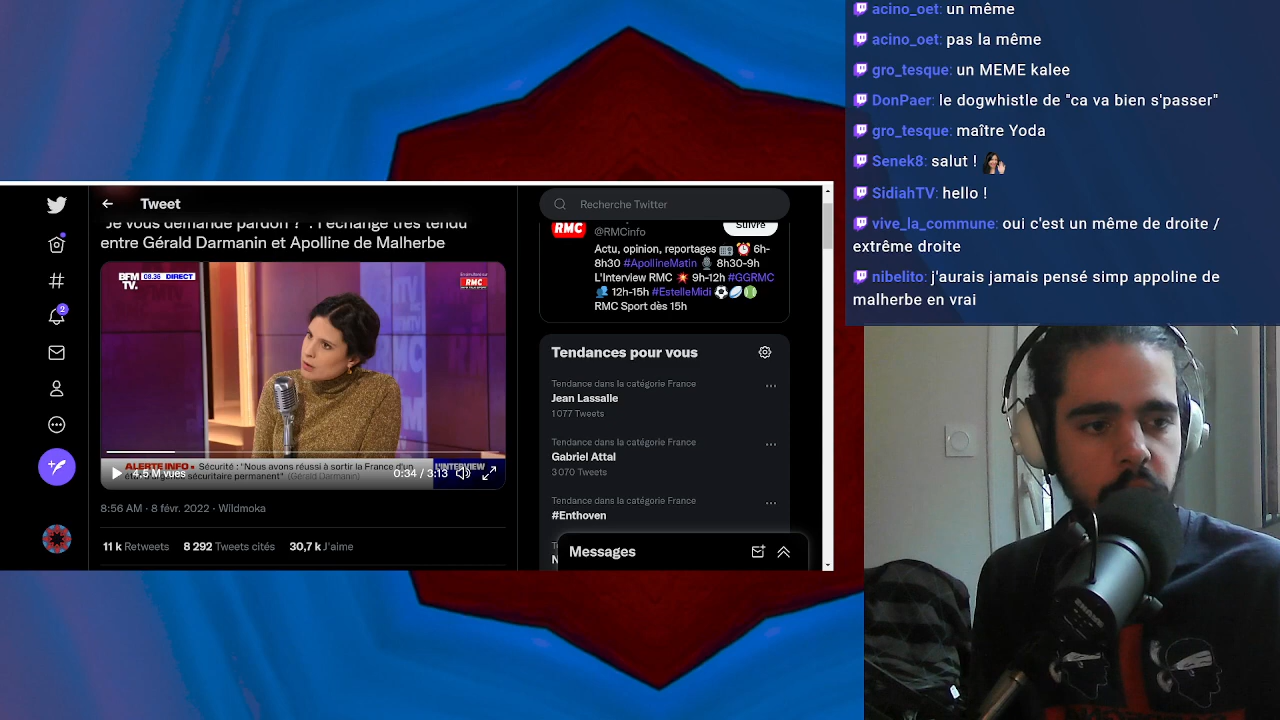 acino_oet: un même
acino_oet: pas la même
gro_tesque: un MEME kalee
DonPaer: le dogwhistle de "ca va bien s'passer"
gro_tesque: maître Yoda
Senek8: salut !
SidiahTV: hello !
vive_la_commune: oui c'est un même de droite /
extrême droite
nibelito: j'aurais jamais pensé simp appoline de
malherbe en vrai
Tweet
"Je vous demande pardon ?" : l'échange très tendu
entre Gérald Darmanin et Apolline de Malherbe
BFM
TV.
08.36 DIRECT
RMC
ALERTE INFO Sécurité : "Nous avons réussi à sortir la France d'un
sécuritaire permanent" (Gérald Darmanin)
L'INTERVIEW
4,5 M vues
0:34 / 3:13
8:56 AM · 8 févr. 2022 · Wildmoka
11 k Retweets 8 292 Tweets cités 30,7 k J'aime
2
Recherche Twitter
RMC
@RMCinfo
Suivre
Actu, opinion, reportages 6h-
8h30 #ApollineMatin 8h30-9h
L'Interview RMC 9h-12h #GGRMC
12h-15h #EstelleMidi
RMC Sport dès 15h
Tendances pour vous
Tendance dans la catégorie France
Jean Lassalle
1 077 Tweets
Tendance dans la catégorie France
Gabriel Attal
3 070 Tweets
Tendance dans la catégorie France
#Enthoven
Messages